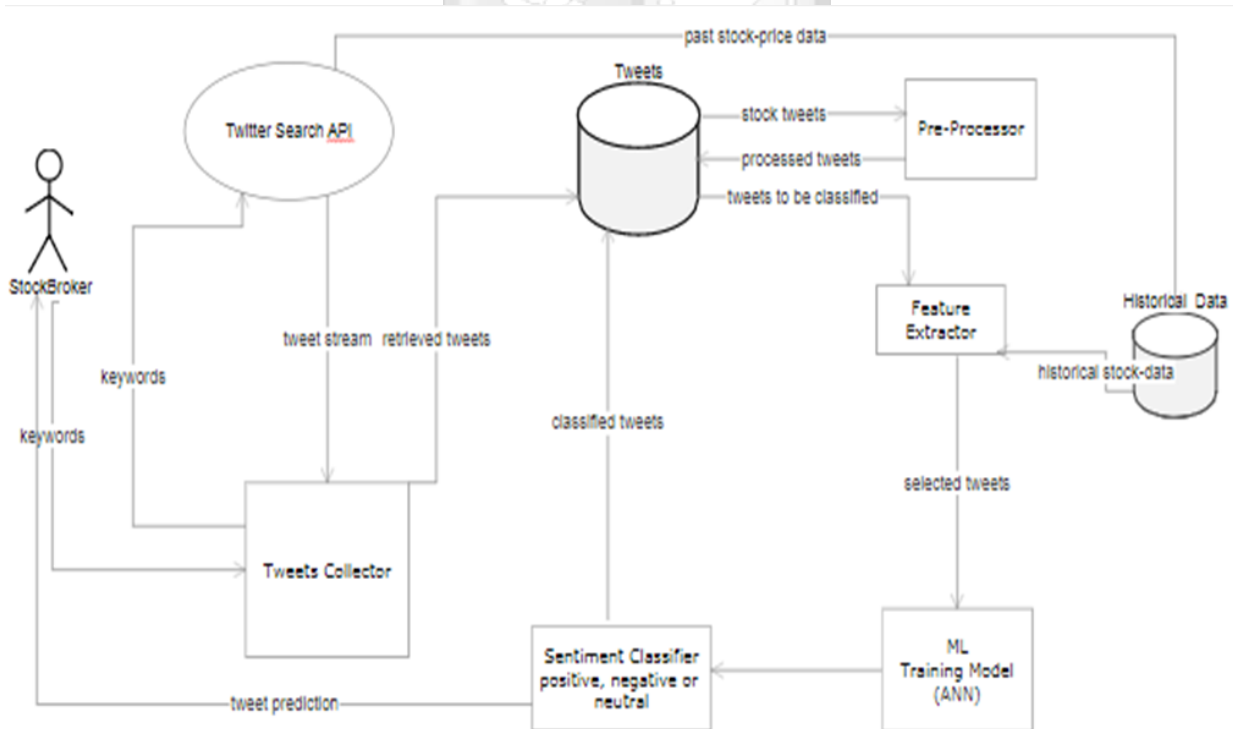 past stock-price data
Tweets
Twitter Search API
stock tweets
Pre-Processor
processed tweets
tweets to be classified
StockBroker
Feature
Extractor
Historical Data
tweet stream
retrieved tweets
keywords
historical stock-data
keywords
classified tweets
selected tweets
Tweets Collector
ML
Training Model
(ANN)
Sentiment Classifier
positive, negative or
neutral
tweet prediction